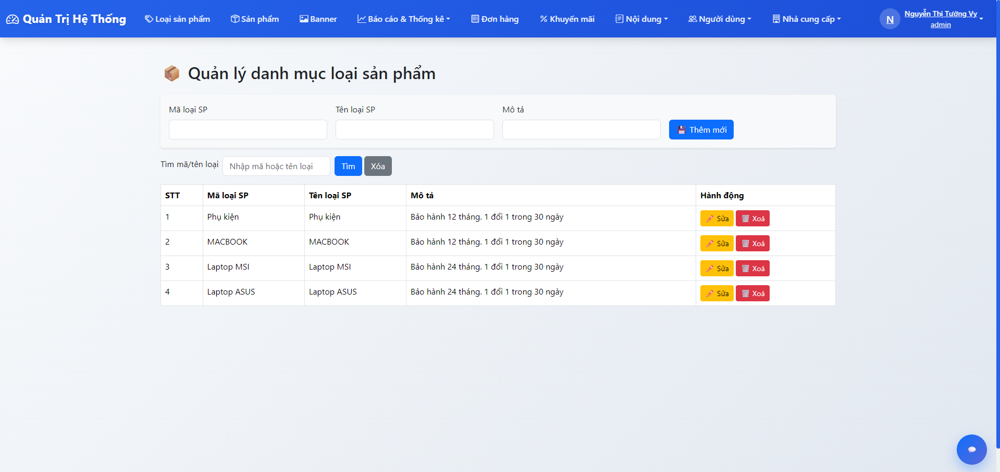 Quản Trị Hệ Thống Loại sản phẩm Sản phẩm Banner Báo cáo & Thống kê Đơn hàng Khuyến mãi Nội dung Người dùng Nhà cung cấp N Nguyễn Thị Tường Vy
admin
Quản lý danh mục loại sản phẩm
Mã loại SP Tên loại SP Mô tả
Thêm mới
Tìm mã/tên loại Nhập mã hoặc tên loại Tìm Xóa
STT Mã loại SP Tên loại SP Mô tả Hành động
1 Phụ kiện Phụ kiện Bảo hành 12 tháng. 1 đổi 1 trong 30 ngày Sửa Xoá
2 MACBOOK MACBOOK Bảo hành 12 tháng. 1 đổi 1 trong 30 ngày Sửa Xoá
3 Laptop MSI Laptop MSI Bảo hành 24 tháng. 1 đổi 1 trong 30 ngày Sửa Xoá
4 Laptop ASUS Laptop ASUS Bảo hành 24 tháng. 1 đổi 1 trong 30 ngày Sửa Xoá